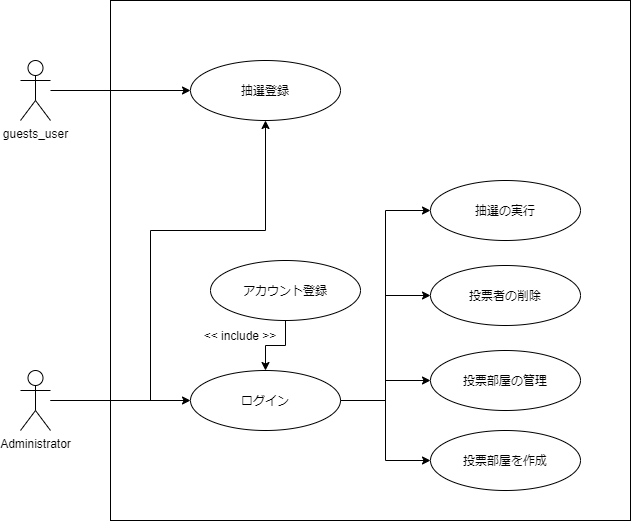 抽選登録
guests_user
抽選の実行
アカウント登録
投票者の削除
<< include >>
投票部屋の管理
ログイン
Administrator
投票部屋を作成